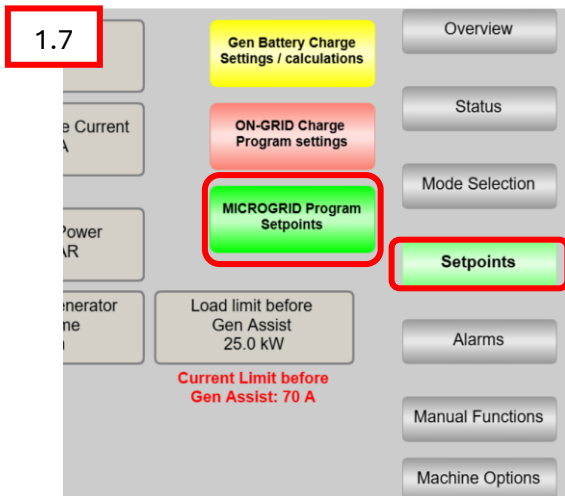 1.7
Gen Battery Charge
Settings / calculations
e Current
A
ON-GRID Charge
Program settings
Power
AR
MICROGRID Program
Setpoints
enerator
me
Load limit before
Gen Assist
25.0 kW
Current Limit before
Gen Assist: 70 A
Overview
Status
Mode Selection
Setpoints
Alarms
Manual Functions
Machine Options